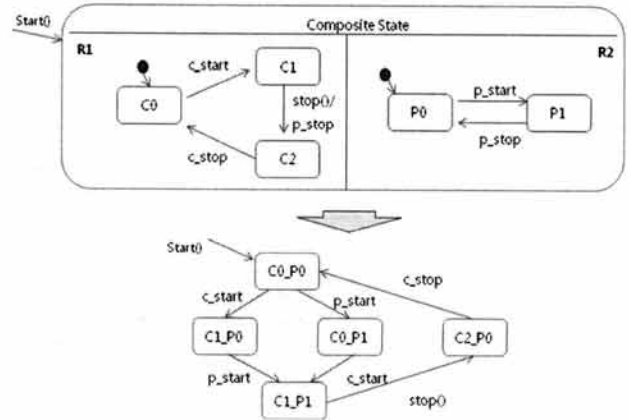 Start()
Composite State
R1
R2
c_start
C1
C0
stop()/
p_stop
c_stop
C2
p_start
P0
P1
p_stop
Start()
C0_P0
c_stop
c_start
p_start
C1_P0
C0_P1
C2_P0
p_start
c_start
C1_P1
stop()